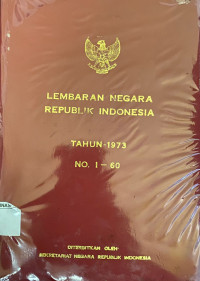 LEMBARAN NEGARA
REPUBLIK INDONESIA
TAHUN-1973
NO. 1 - 60
DITERBITKAN OLEH:
SEKRETARIAT NEGARA REPUBLIK INDONESIA